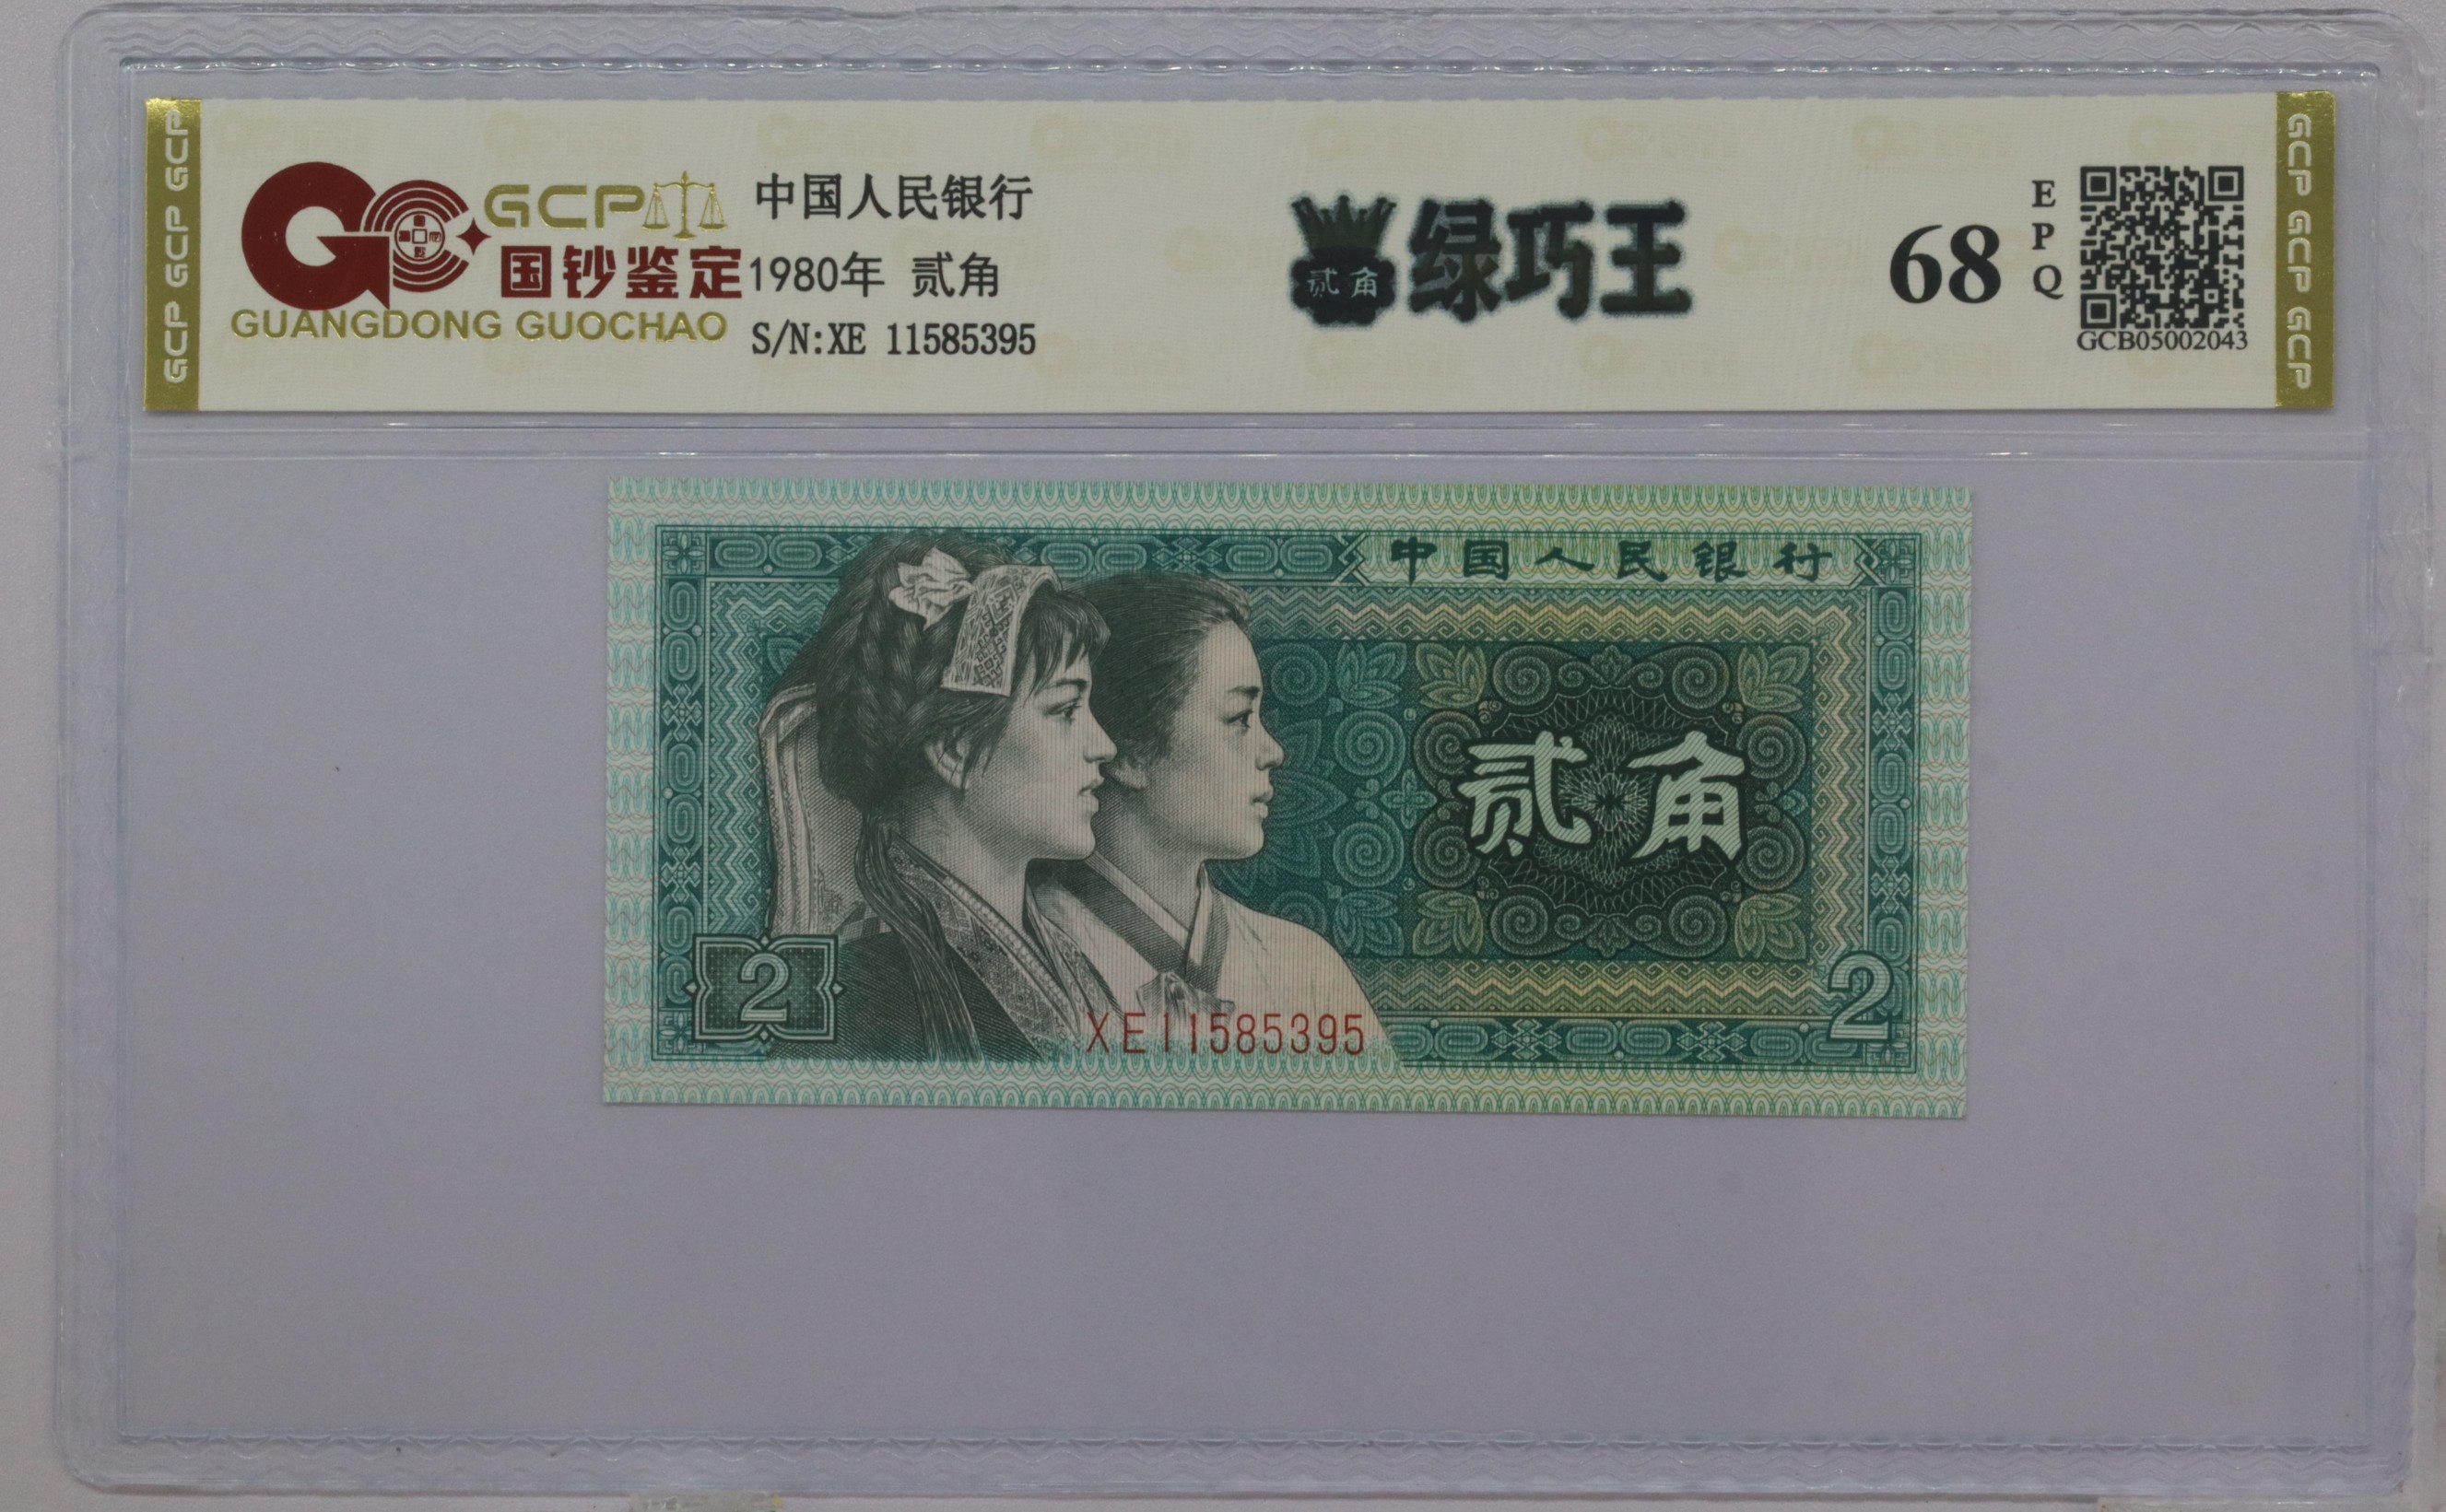 GCP GCP GCP
GCP
国钞鉴定
GUANGDONG GUOCHAO
中国人民银行
1980年 贰角
S/N:XE 11585395
贰角
绿巧王
68
EPQ
GCB05002043
GCP GCP GCP
中国人民银行
贰角
2
2
XE11585395